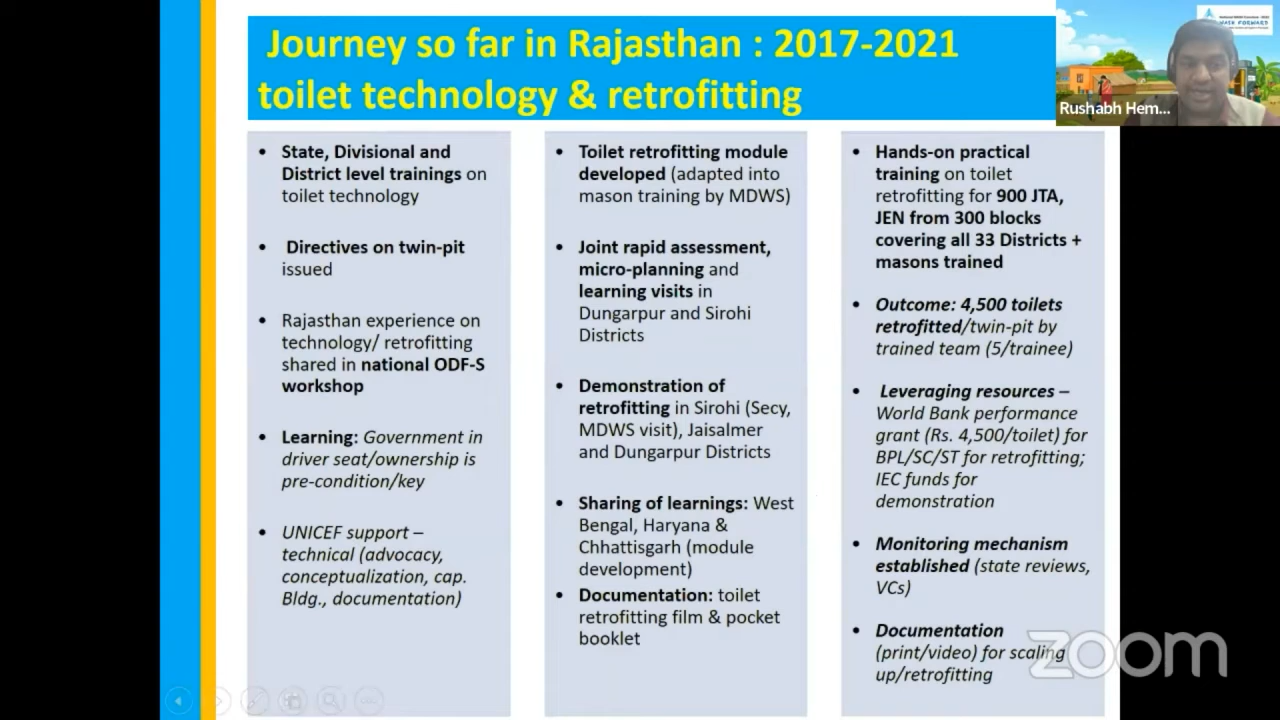 Journey so far in Rajasthan : 2017-2021
toilet technology & retrofitting
Rushabh Hem...
WASH FORWARD
• State, Divisional and
District level trainings on
toilet technology
• Directives on twin-pit
issued
• Rajasthan experience on
technology/ retrofitting
shared in national ODF-S
workshop
• Learning: Government in
driver seat/ownership is
pre-condition/key
• UNICEF support –
technical (advocacy,
conceptualization, cap.
Bldg., documentation)
• Toilet retrofitting module
developed (adapted into
mason training by MDWS)
• Joint rapid assessment,
micro-planning and
learning visits in
Dungarpur and Sirohi
Districts
• Demonstration of
retrofitting in Sirohi (Secy,
MDWS visit), Jaisalmer
and Dungarpur Districts
• Sharing of learnings: West
Bengal, Haryana &
Chhattisgarh (module
development)
• Documentation: toilet
retrofitting film & pocket
booklet
• Hands-on practical
training on toilet
retrofitting for 900 JTA,
JEN from 300 blocks
covering all 33 Districts +
masons trained
• Outcome: 4,500 toilets
retrofitted/twin-pit by
trained team (5/trainee)
• Leveraging resources –
World Bank performance
grant (Rs. 4,500/toilet) for
BPL/SC/ST for retrofitting;
IEC funds for
demonstration
• Monitoring mechanism
established (state reviews,
VCs)
• Documentation
(print/video) for scaling
up/retrofitting
zoom